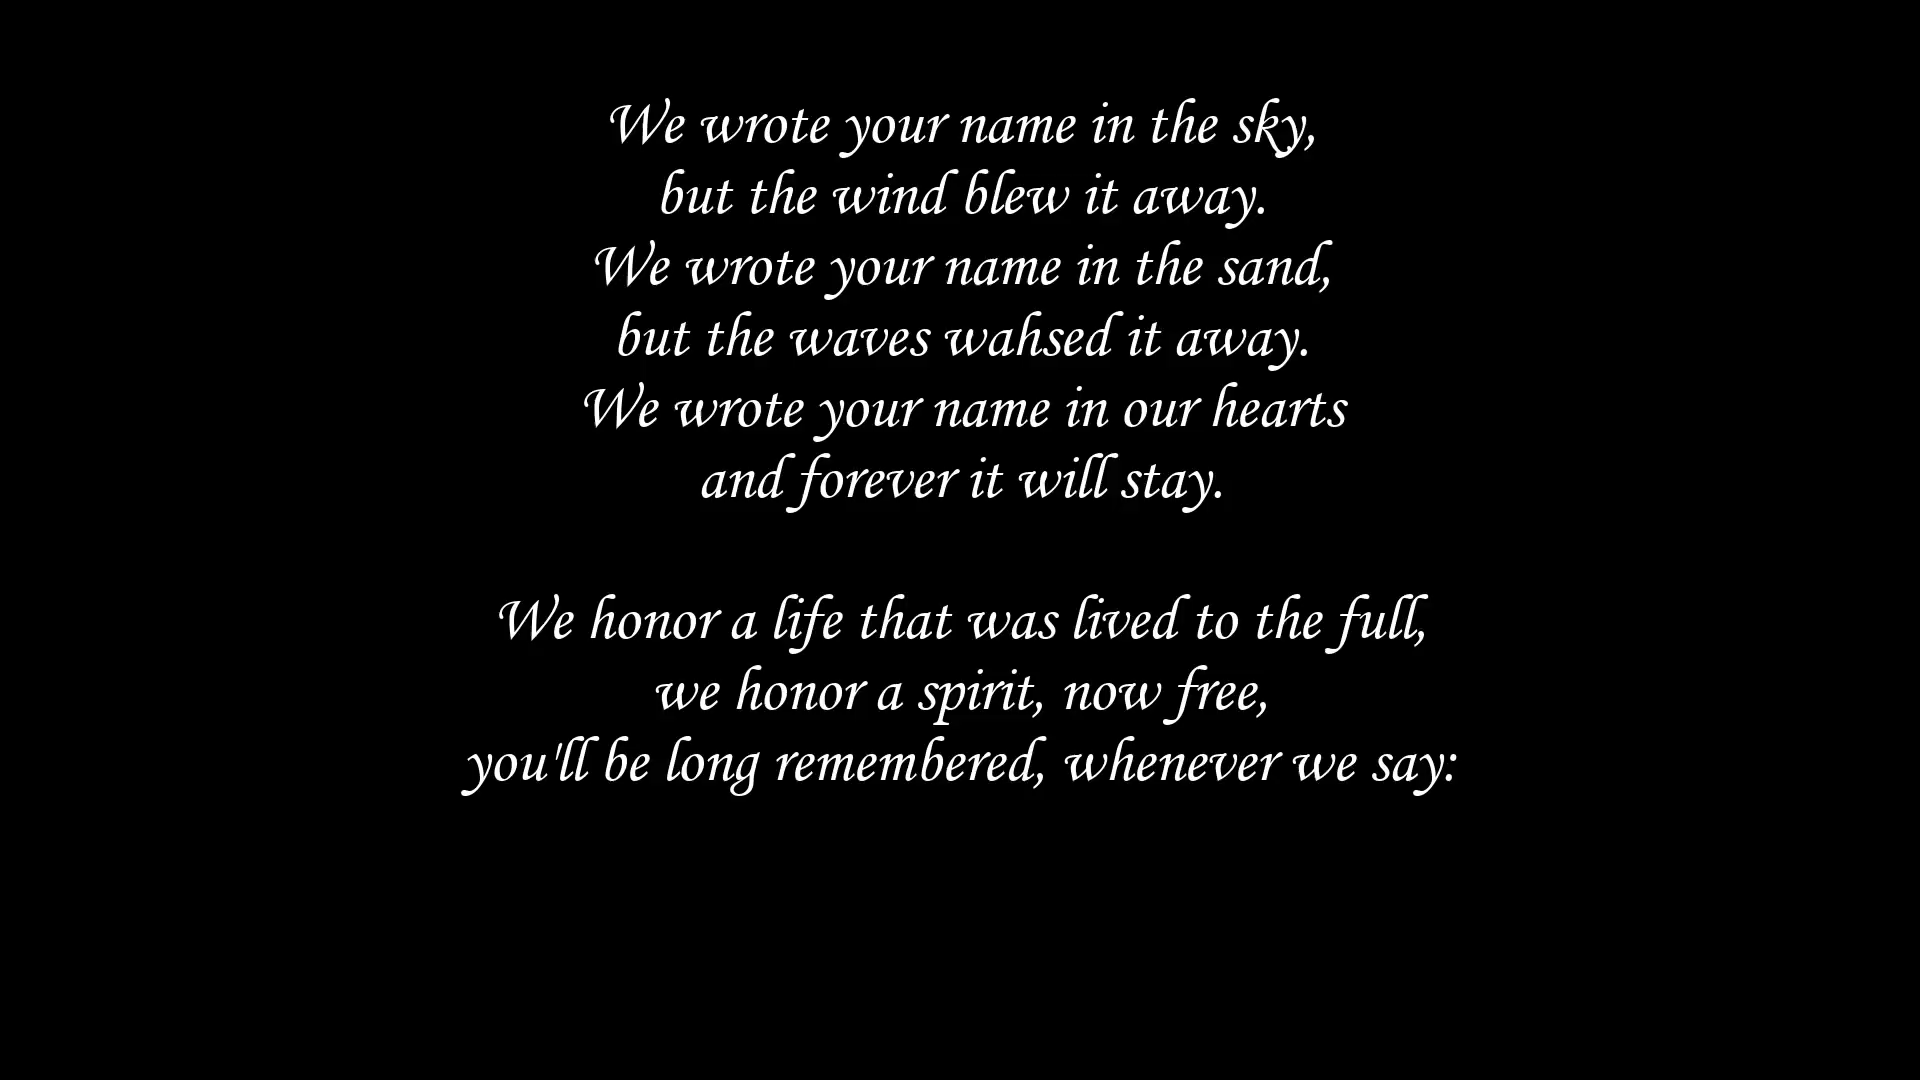 We wrote your name in the sky,
but the wind blew it away.
We wrote your name in the sand,
but the waves wahsed it away.
We wrote your name in our hearts
and forever it will stay.
We honor a life that was lived to the full,
we honor a spirit, now free,
you'll be long remembered, whenever we say: